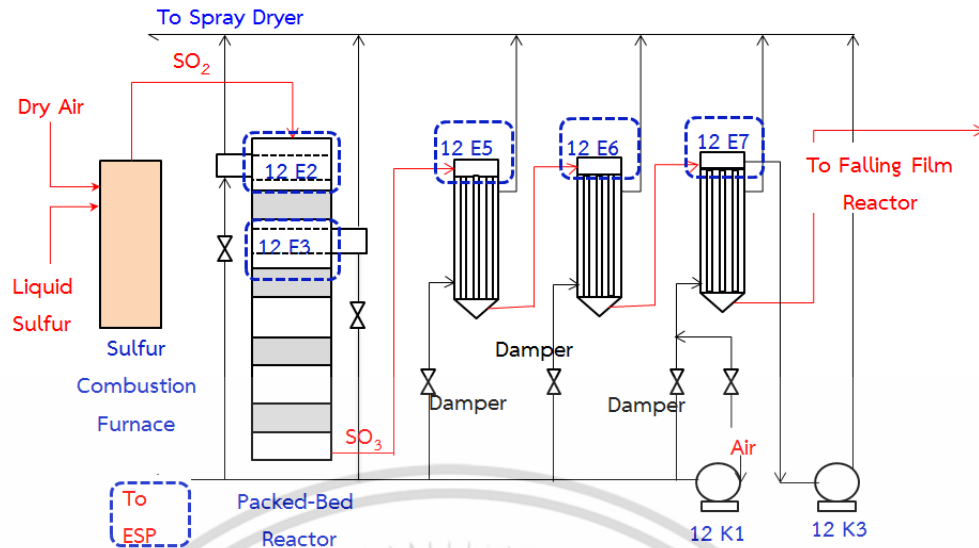 To Spray Dryer
SO2
Dry Air
12 E2
12 E3
12 E5
12 E6
12 E7
To Falling Film
Reactor
Liquid
Sulfur
Sulfur
Combustion
Furnace
Damper
Damper
Damper
SO3
Air
To
ESP
Packed-Bed
Reactor
12 K1
12 K3